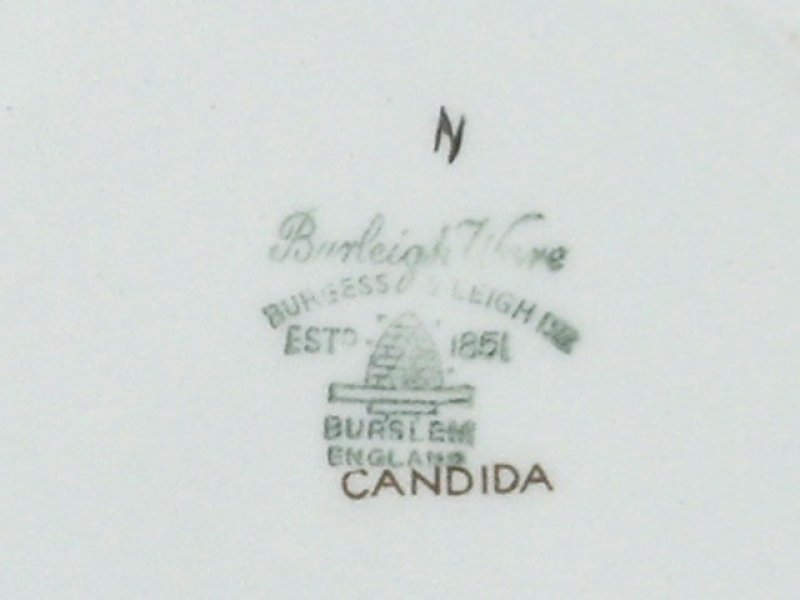 N
Burleigh Ware
BURGESS & LEIGH LTD
ESTD 1851
BURSLEM
ENGLAND
CANDIDA